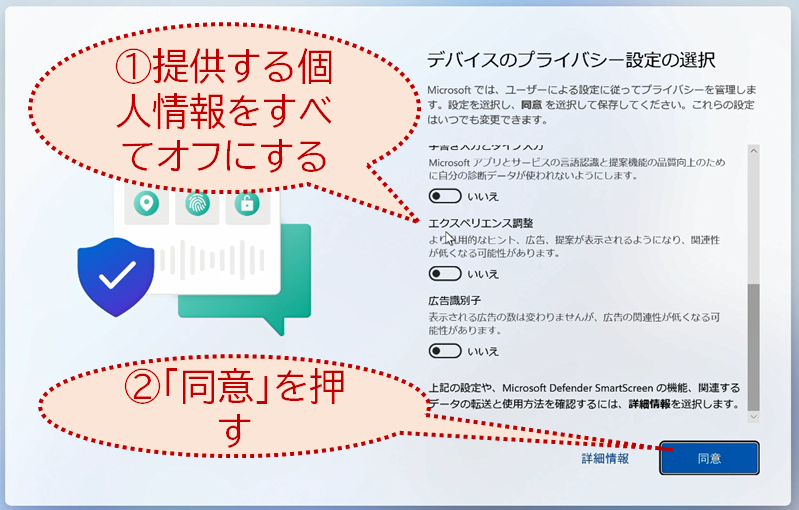 ①提供する個
人情報をすべ
てオフにする
デバイスのプライバシー設定の選択
Microsoft では、ユーザーによる設定に従ってプライバシーを管理しま
す。設定を選択し、同意 を選択して保存してください。これらの設定
はいつでも変更できます。
手書き入力とタイプ入力
Microsoft アプリとサービスの言語認識と提案機能の品質向上のため
に自分の診断データが使われないようにします。
いいえ
エクスペリエンス調整
より汎用的なヒント、広告、提案が表示されるようになり、関連性
が低くなる可能性があります。
いいえ
広告識別子
表示される広告の数は変わりませんが、広告の関連性が低くなる可
能性があります。
いいえ
上記の設定や、Microsoft Defender SmartScreen の機能、関連する
データの転送と使用方法を確認するには、詳細情報を選択します。
②「同意」を押
す
詳細情報
同意